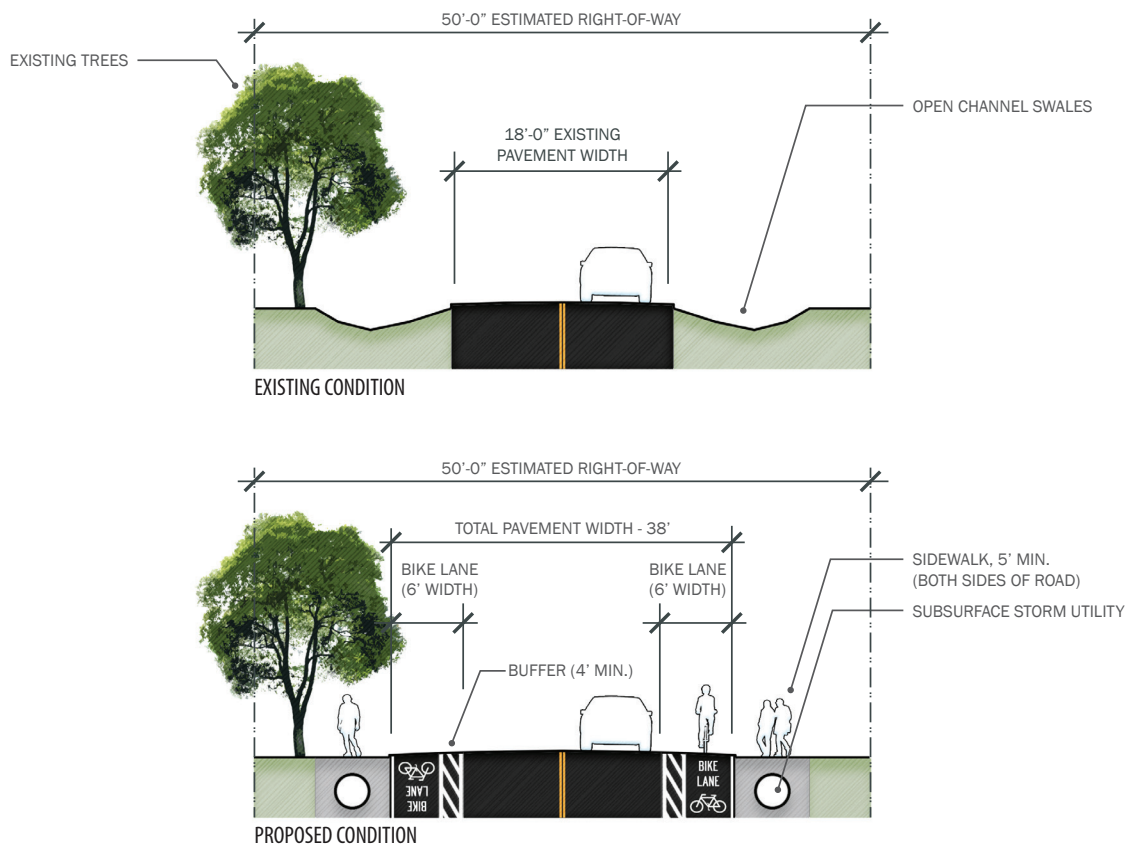 50’-0” ESTIMATED RIGHT-OF-WAY
EXISTING TREES
OPEN CHANNEL SWALES
18’-0” EXISTING
PAVEMENT WIDTH
EXISTING CONDITION
50’-0” ESTIMATED RIGHT-OF-WAY
TOTAL PAVEMENT WIDTH - 38’
BIKE LANE
(6’ WIDTH)
BIKE LANE
(6’ WIDTH)
SIDEWALK, 5’ MIN.
(BOTH SIDES OF ROAD)
SUBSURFACE STORM UTILITY
BUFFER (4’ MIN.)
BIKE
LANE
BIKE
LANE
PROPOSED CONDITION